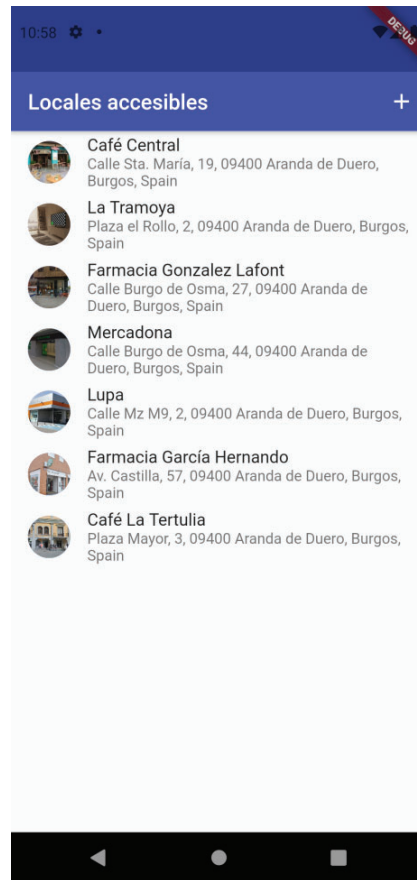 10:58
DEBUG
Locales accesibles
Café Central
Calle Sta. María, 19, 09400 Aranda de Duero,
Burgos, Spain
La Tramoya
Plaza el Rollo, 2, 09400 Aranda de Duero, Burgos,
Spain
Farmacia Gonzalez Lafont
Calle Burgo de Osma, 27, 09400 Aranda de
Duero, Burgos, Spain
Mercadona
Calle Burgo de Osma, 44, 09400 Aranda de
Duero, Burgos, Spain
Lupa
Calle Mz M9, 2, 09400 Aranda de Duero, Burgos,
Spain
Farmacia García Hernando
Av. Castilla, 57, 09400 Aranda de Duero, Burgos,
Spain
Café La Tertulia
Plaza Mayor, 3, 09400 Aranda de Duero, Burgos,
Spain